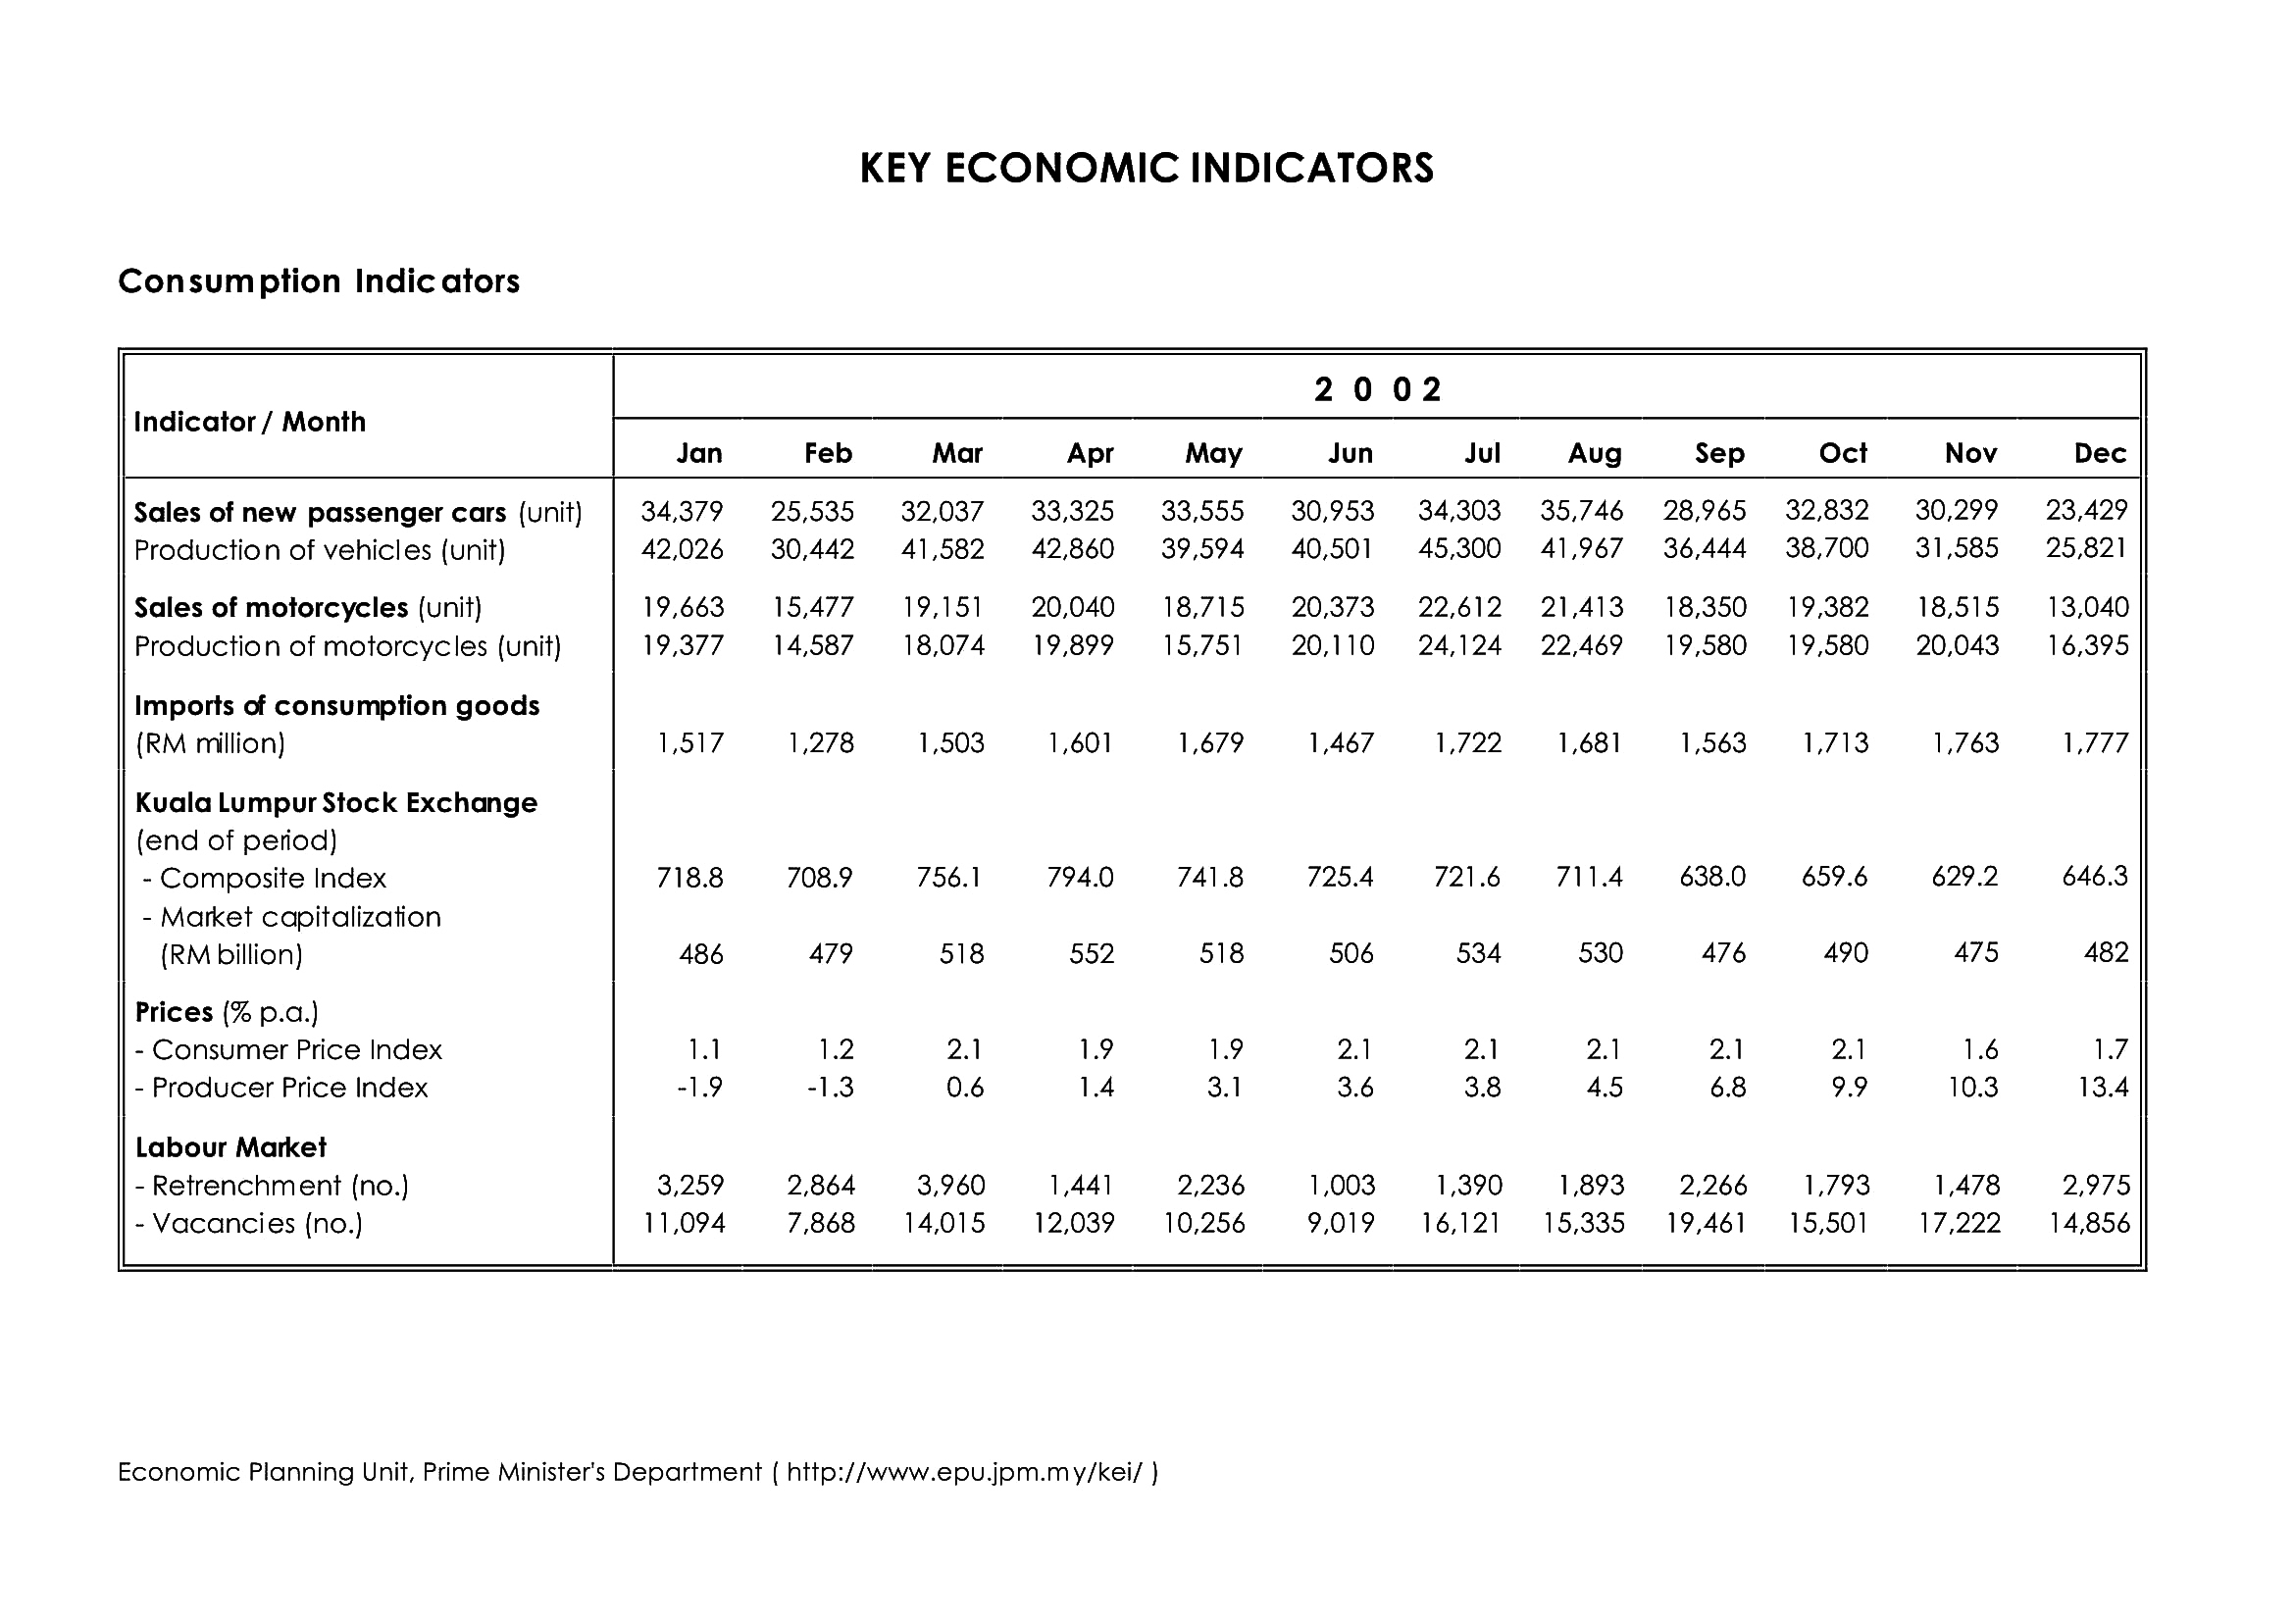 KEY ECONOMIC INDICATORS
Consumption Indicators
2 0 0 2
Indicator / Month
Jan Feb Mar Apr May Jun Jul Aug Sep Oct Nov Dec
Sales of new passenger cars (unit) 34,379 25,535 32,037 33,325 33,555 30,953 34,303 35,746 28,965 32,832 30,299 23,429
Production of vehicles (unit) 42,026 30,442 41,582 42,860 39,594 40,501 45,300 41,967 36,444 38,700 31,585 25,821
Sales of motorcycles (unit) 19,663 15,477 19,151 20,040 18,715 20,373 22,612 21,413 18,350 19,382 18,515 13,040
Production of motorcycles (unit) 19,377 14,587 18,074 19,899 15,751 20,110 24,124 22,469 19,580 19,580 20,043 16,395
Imports of consumption goods
(RM million) 1,517 1,278 1,503 1,601 1,679 1,467 1,722 1,681 1,563 1,713 1,763 1,777
Kuala Lumpur Stock Exchange
(end of period)
- Composite Index 718.8 708.9 756.1 794.0 741.8 725.4 721.6 711.4 638.0 659.6 629.2 646.3
- Market capitalization
(RM billion) 486 479 518 552 518 506 534 530 476 490 475 482
Prices (% p.a.)
- Consumer Price Index 1.1 1.2 2.1 1.9 1.9 2.1 2.1 2.1 2.1 2.1 1.6 1.7
- Producer Price Index -1.9 -1.3 0.6 1.4 3.1 3.6 3.8 4.5 6.8 9.9 10.3 13.4
Labour Market
- Retrenchment (no.) 3,259 2,864 3,960 1,441 2,236 1,003 1,390 1,893 2,266 1,793 1,478 2,975
- Vacancies (no.) 11,094 7,868 14,015 12,039 10,256 9,019 16,121 15,335 19,461 15,501 17,222 14,856
Economic Planning Unit, Prime Minister's Department ( http://www.epu.jpm.my/kei/ )